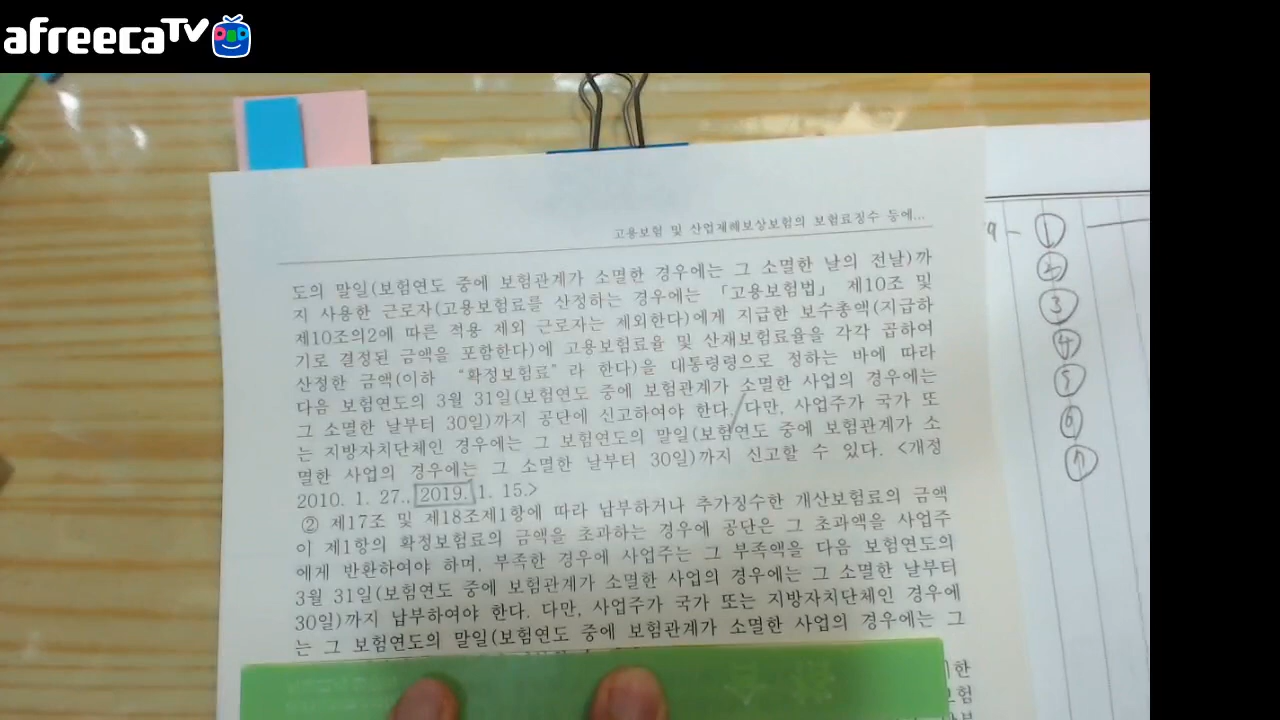 afreecaTV
고용보험 및 산업재해보상보험의 보험료징수 등에...
도의 말일(보험연도 중에 보험관계가 소멸한 경우에는 그 소멸한 날의 전날)까
지 사용한 근로자(고용보험료를 산정하는 경우에는 「고용보험법」 제10조 및
제10조의2에 따른 적용 제외 근로자는 제외한다)에게 지급한 보수총액(지급하
기로 결정된 금액을 포함한다)에 고용보험료율 및 산재보험료율을 각각 곱하여
산정한 금액(이하 “확정보험료”라 한다)을 대통령령으로 정하는 바에 따라
다음 보험연도의 3월 31일(보험연도 중에 보험관계가 소멸한 사업의 경우에는
그 소멸한 날부터 30일)까지 공단에 신고하여야 한다. 다만, 사업주가 국가 또
는 지방자치단체인 경우에는 그 보험연도의 말일(보험연도 중에 보험관계가 소
멸한 사업의 경우에는 그 소멸한 날부터 30일)까지 신고할 수 있다. <개정
2010. 1. 27., 2019. 1. 15.>
② 제17조 및 제18조제1항에 따라 납부하거나 추가징수한 개산보험료의 금액
이 제1항의 확정보험료의 금액을 초과하는 경우에 공단은 그 초과액을 사업주
에게 반환하여야 하며, 부족한 경우에 사업주는 그 부족액을 다음 보험연도의
3월 31일(보험연도 중에 보험관계가 소멸한 사업의 경우에는 그 소멸한 날부터
30일)까지 납부하여야 한다. 다만, 사업주가 국가 또는 지방자치단체인 경우에
는 그 보험연도의 말일(보험연도 중에 보험관계가 소멸한 사업의 경우에는 그
①
②
③
④
⑤
⑥
⑦